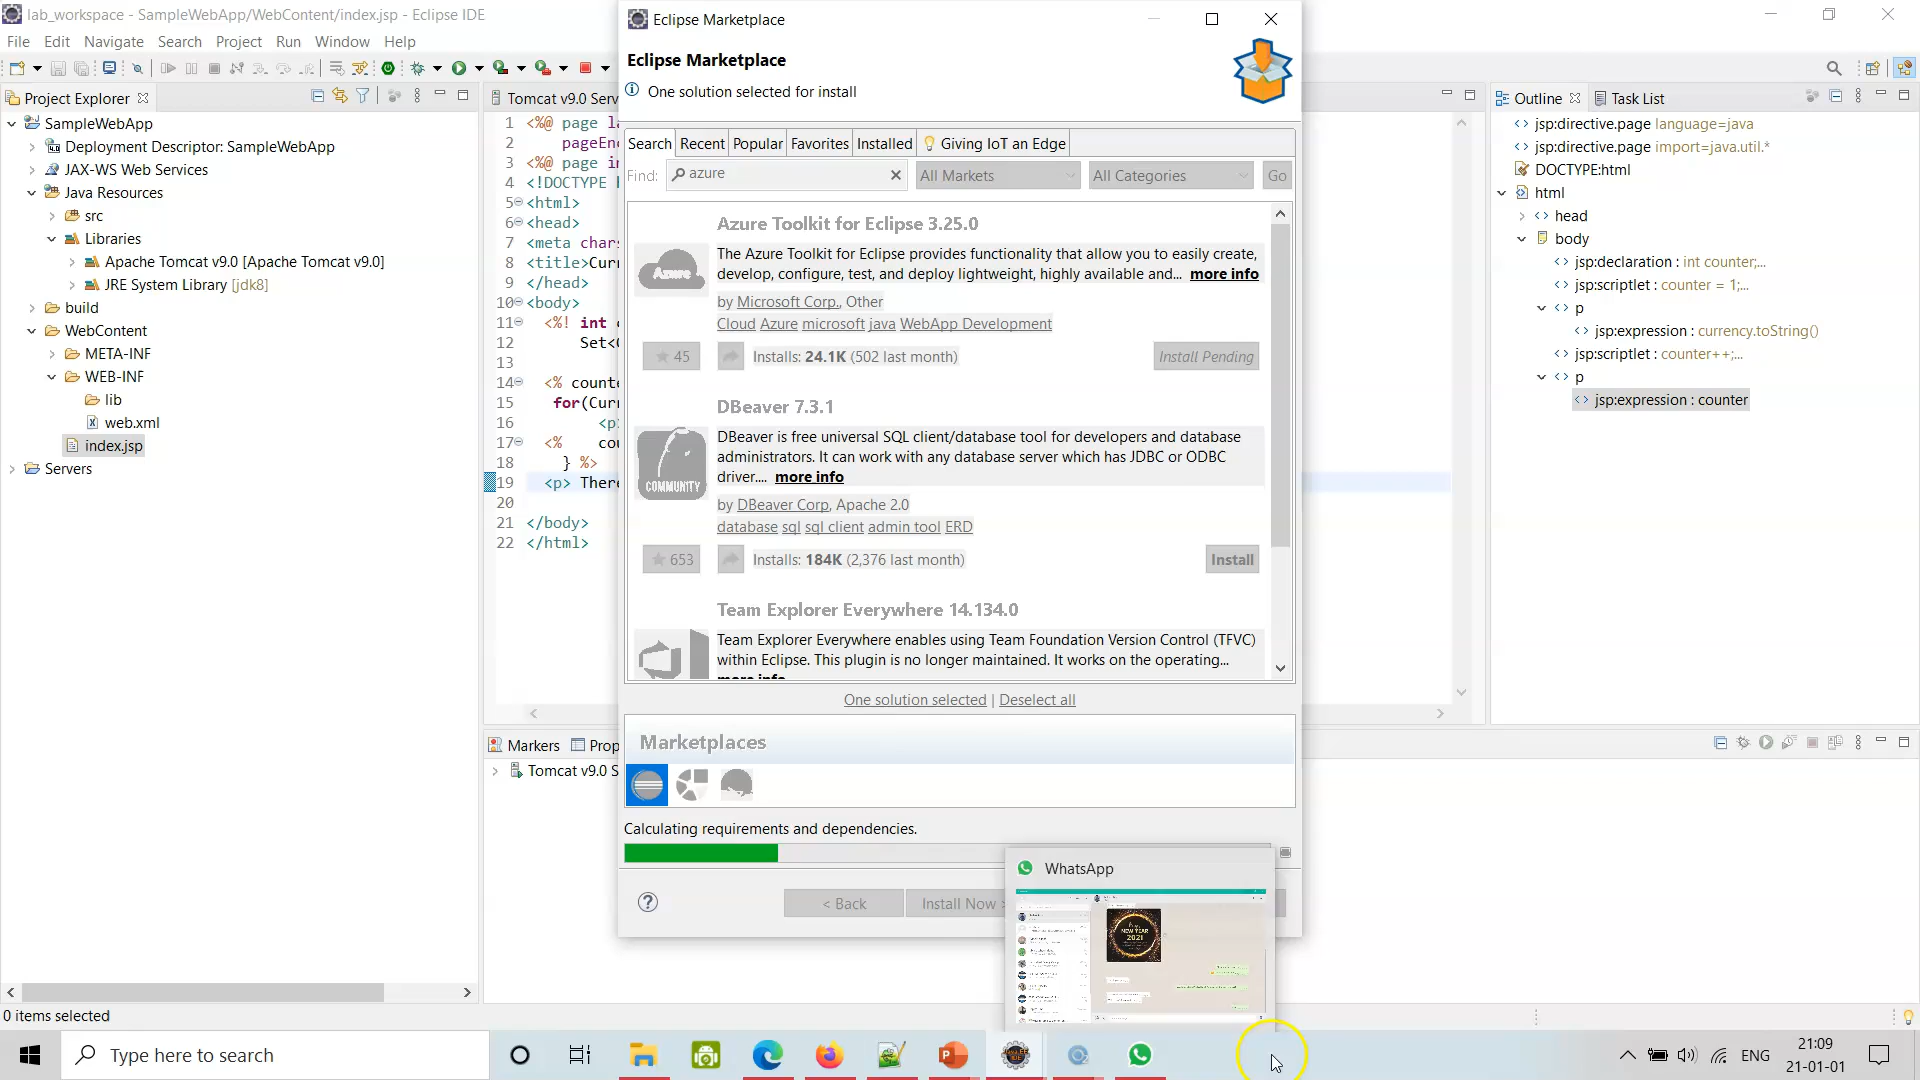 lab_workspace - SampleWebApp/WebContent/index.jsp - Eclipse IDE
File Edit Navigate Search Project Run Window Help
Project Explorer
SampleWebApp
Deployment Descriptor: SampleWebApp
JAX-WS Web Services
Java Resources
src
Libraries
Apache Tomcat v9.0 [Apache Tomcat v9.0]
JRE System Library [jdk8]
build
WebContent
META-INF
WEB-INF
lib
web.xml
index.jsp
Servers
Tomcat v9.0 Serv
1 <%@ page la
2 pageEnc
3 <%@ page im
4 <!DOCTYPE h
5 <html>
6 <head>
7 <meta chars
8 <title>Curr
9 </head>
10 <body>
11 <%! int c
12 Set<C
13
14 <% counte
15 for(Curr
16 <p>
17 <% cou
18 } %>
19 <p> There
20
21 </body>
22 </html>
Markers Prop
Tomcat v9.0 S
Eclipse Marketplace
Eclipse Marketplace
One solution selected for install
Search Recent Popular Favorites Installed Giving IoT an Edge
Find: azure All Markets All Categories Go
Azure Toolkit for Eclipse 3.25.0
Azure
The Azure Toolkit for Eclipse provides functionality that allow you to easily create,
develop, configure, test, and deploy lightweight, highly available and... more info
by Microsoft Corp., Other
Cloud Azure microsoft java WebApp Development
45 Installs: 24.1K (502 last month) Install Pending
DBeaver 7.3.1
COMMUNITY
DBeaver is free universal SQL client/database tool for developers and database
administrators. It can work with any database server which has JDBC or ODBC
driver.... more info
by DBeaver Corp, Apache 2.0
database sql sql client admin tool ERD
653 Installs: 184K (2,376 last month) Install
Team Explorer Everywhere 14.134.0
Team Explorer Everywhere enables using Team Foundation Version Control (TFVC)
within Eclipse. This plugin is no longer maintained. It works on the operating...
more info
One solution selected | Deselect all
Marketplaces
Calculating requirements and dependencies.
< Back Install Now >
WhatsApp
NEW YEAR
2021
Outline Task List
jsp:directive.page language=java
jsp:directive.page import=java.util.*
DOCTYPE:html
html
head
body
jsp:declaration : int counter;...
jsp:scriptlet : counter = 1;...
p
jsp:expression : currency.toString()
jsp:scriptlet : counter++;...
p
jsp:expression : counter
0 items selected
Type here to search
ENG
21:09
21-01-01